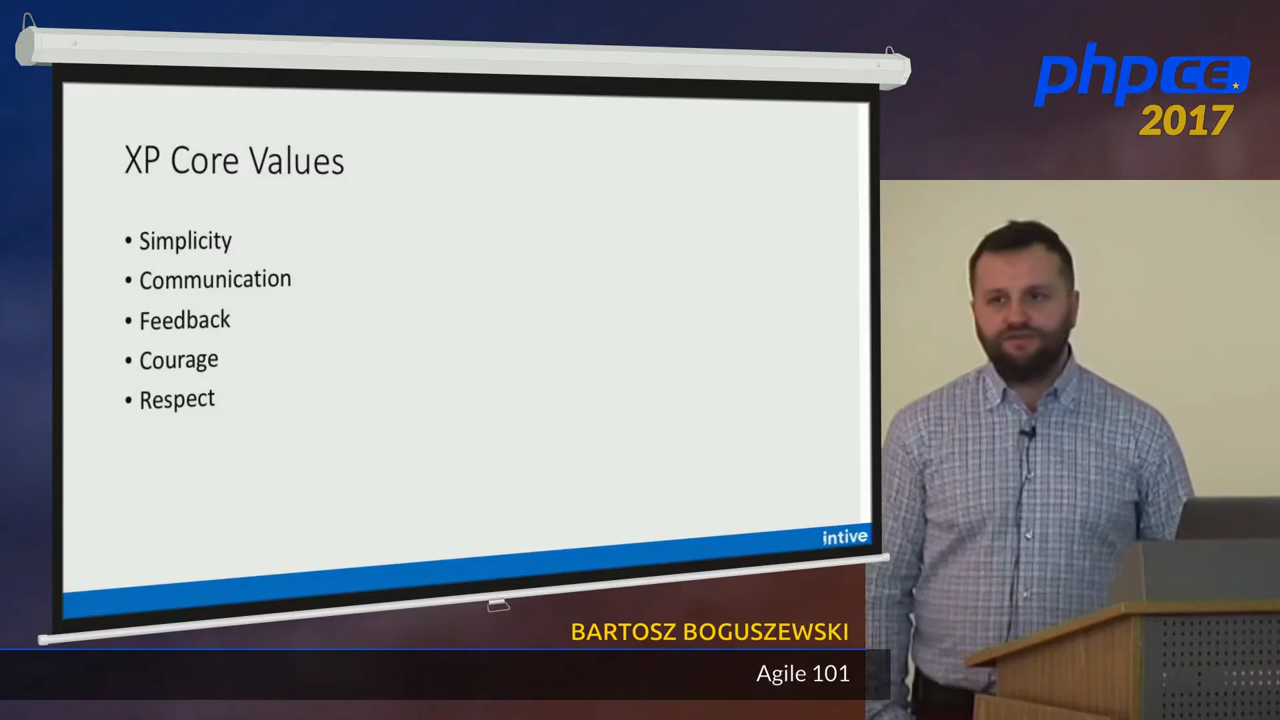 phpCE
2017
XP Core Values
• Simplicity
• Communication
• Feedback
• Courage
• Respect
intive
BARTOSZ BOGUSZEWSKI
Agile 101